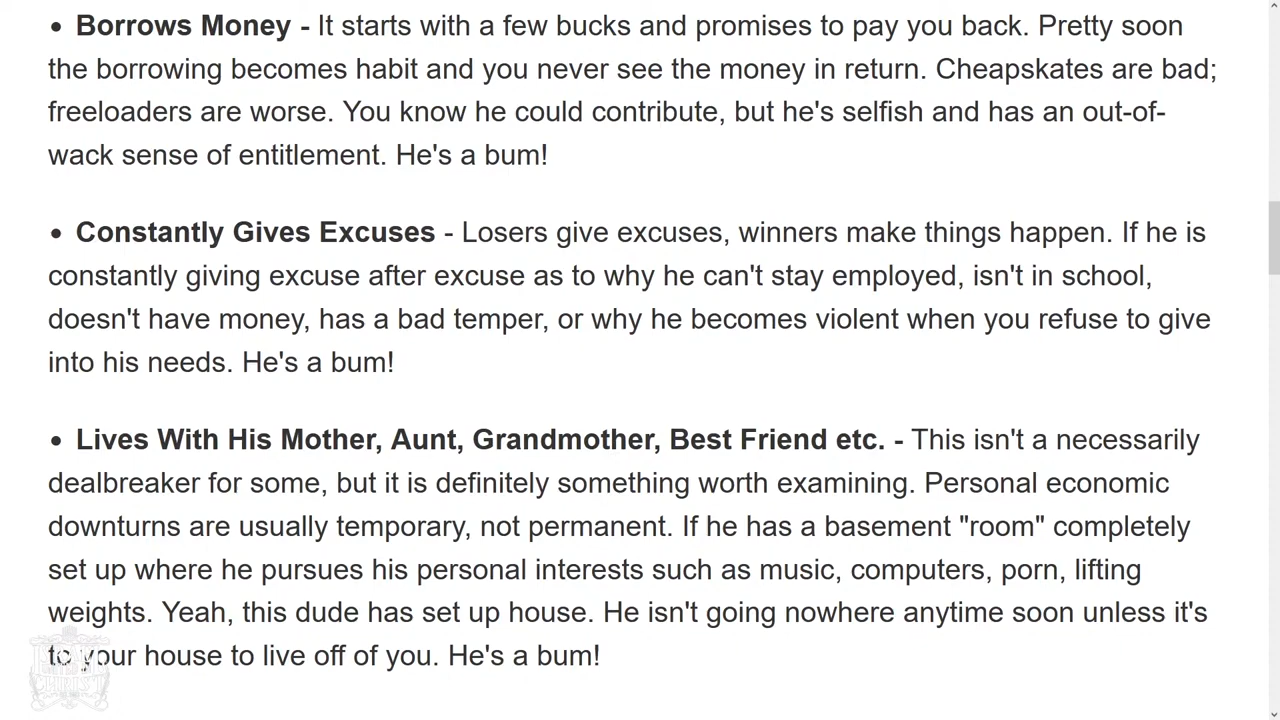 • Borrows Money - It starts with a few bucks and promises to pay you back. Pretty soon
the borrowing becomes habit and you never see the money in return. Cheapskates are bad;
freeloaders are worse. You know he could contribute, but he's selfish and has an out-of-
wack sense of entitlement. He's a bum!
• Constantly Gives Excuses - Losers give excuses, winners make things happen. If he is
constantly giving excuse after excuse as to why he can't stay employed, isn't in school,
doesn't have money, has a bad temper, or why he becomes violent when you refuse to give
into his needs. He's a bum!
• Lives With His Mother, Aunt, Grandmother, Best Friend etc. - This isn't a necessarily
dealbreaker for some, but it is definitely something worth examining. Personal economic
downturns are usually temporary, not permanent. If he has a basement "room" completely
set up where he pursues his personal interests such as music, computers, porn, lifting
weights. Yeah, this dude has set up house. He isn't going nowhere anytime soon unless it's
to your house to live off of you. He's a bum!